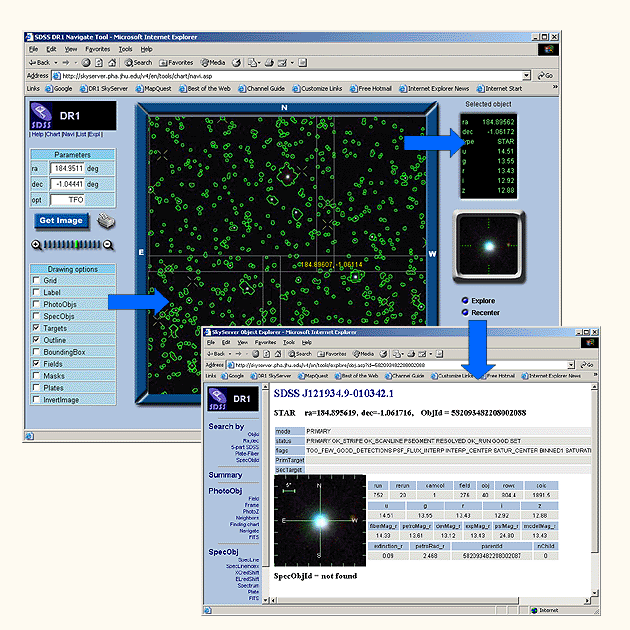 SDSS DR1 Navigate Tool - Microsoft Internet Explorer
File Edit View Favorites Tools Help
Back Search Favorites Media
Address http://skyserver.pha.jhu.edu/v4/en/tools/chart/navi.asp Go
Links Google DR1 SkyServer MapQuest Best of the Web Channel Guide Customize Links Free Hotmail Internet Explorer News Internet Start
SDSS DR1
| Help |Chart |Navi |List |Expl |
Parameters
ra 184.9511 deg
dec -1.04441 deg
opt TFO
Get Image
Drawing options
Grid
Label
PhotoObjs
SpecObjs
Targets
Outline
BoundingBox
Fields
Masks
Plates
InvertImage
N
E
W
184.89607, -1.06114
Selected object
ra 184.89562
dec -1.06172
type STAR
u 14.51
g 13.55
r 13.43
i 12.92
z 12.88
Explore
Recenter
SkyServer Object Explorer - Microsoft Internet Explorer
File Edit View Favorites Tools Help
Back Search Favorites Media
Address http://skyserver.pha.jhu.edu/v4/en/tools/explore/obj.asp?id=582093482208002088 Go
Links Google MapQuest Best of the Web Channel Guide Customize Links Free Hotmail Internet Explorer News
SDSS DR1
Search by
ObjId
Ra,dec
5-part SDSS
Plate-Fiber
SpecObjId
Summary
PhotoObj
Field
Frame
PhotoZ
Neighbors
Finding chart
Navigate
FITS
SpecObj
SpecLine
SpecLineIndex
XCredShift
ELredShift
Spectrum
Plate
FITS
SDSS J121934.9-010342.1
STAR ra=184.895619, dec=-1.061716, ObjId = 582093482208002088
mode PRIMARY
status PRIMARY OK_STRIPE OK_SCANLINE PSEGMENT RESOLVED OK_RUN GOOD SET
flags TOO_FEW_GOOD_DETECTIONS PSF_FLUX_INTERP INTERP_CENTER SATUR_CENTER BINNED1 SATURAT
PrimTarget
SecTarget
5"
N
E W
S
run rerun camcol field obj rowc colc
752 20 1 276 40 804.4 1891.5
u g r i z
14.51 13.55 13.43 12.92 12.88
fiberMag_r petroMag_r devMag_r expMag_r psfMag_r modelMag_r
14.33 13.61 13.12 13.43 24.80 13.43
extinction_r petroRad_r parentId nChild
0.09 2.468 582093482208002087 0
SpecObjId = not found
Internet